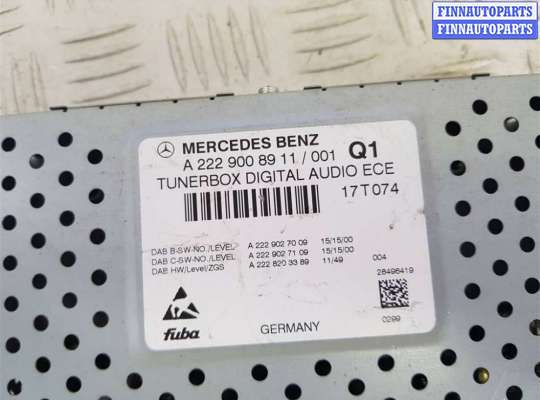 FINNAUTOPARTS
FINNAUTOPARTS
MERCEDES BENZ
A 222 900 89 11 / 001 Q1
TUNERBOX DIGITAL AUDIO ECE
17T074
DAB B-SW-NO./LEVEL A 222 902 70 09 15/15/00
DAB C-SW-NO./LEVEL A 222 902 71 09 15/15/00
DAB HW/Level/ZGS A 222 820 33 89 11/49 004
28496419
0299
fuba
GERMANY